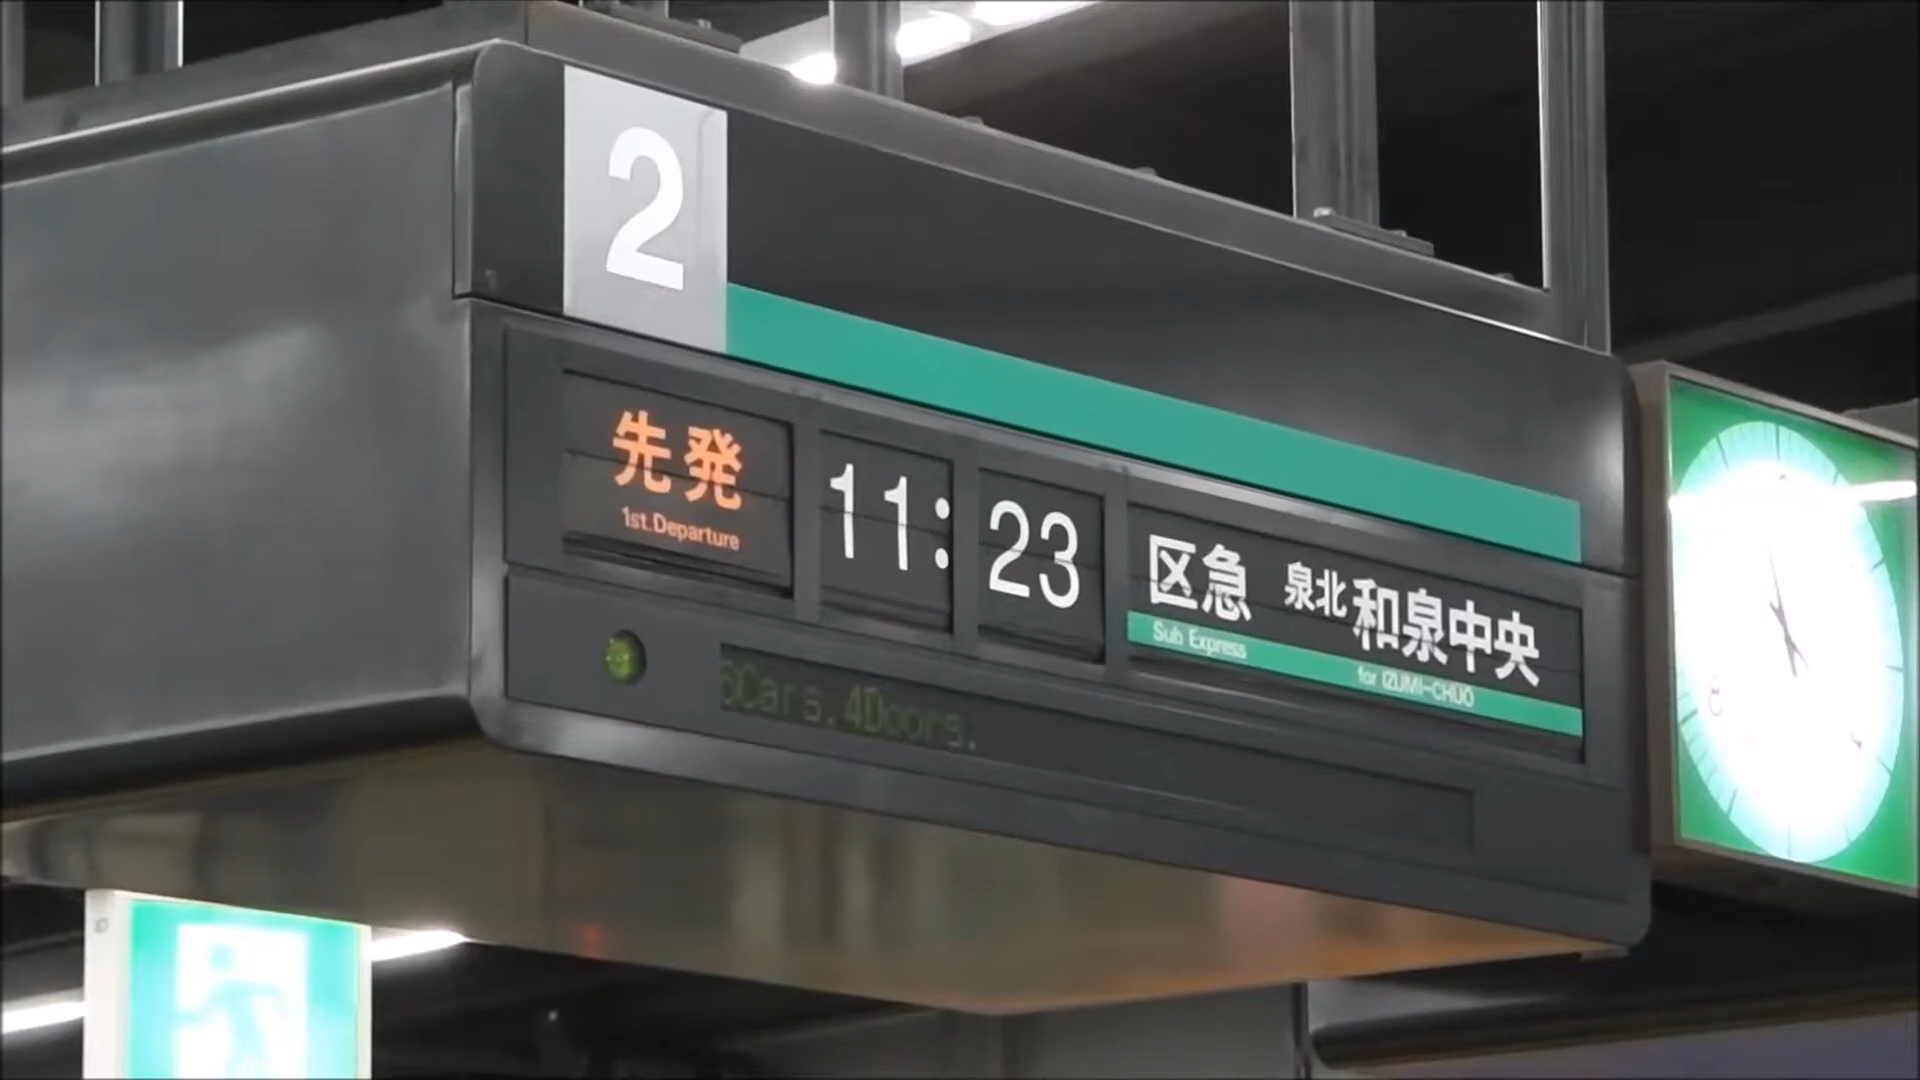 2
先発
1st.Departure
11:23
区急 泉北 和泉中央
Sub Express
for IZUMI-CHUO
6Cars.4Doors.
8